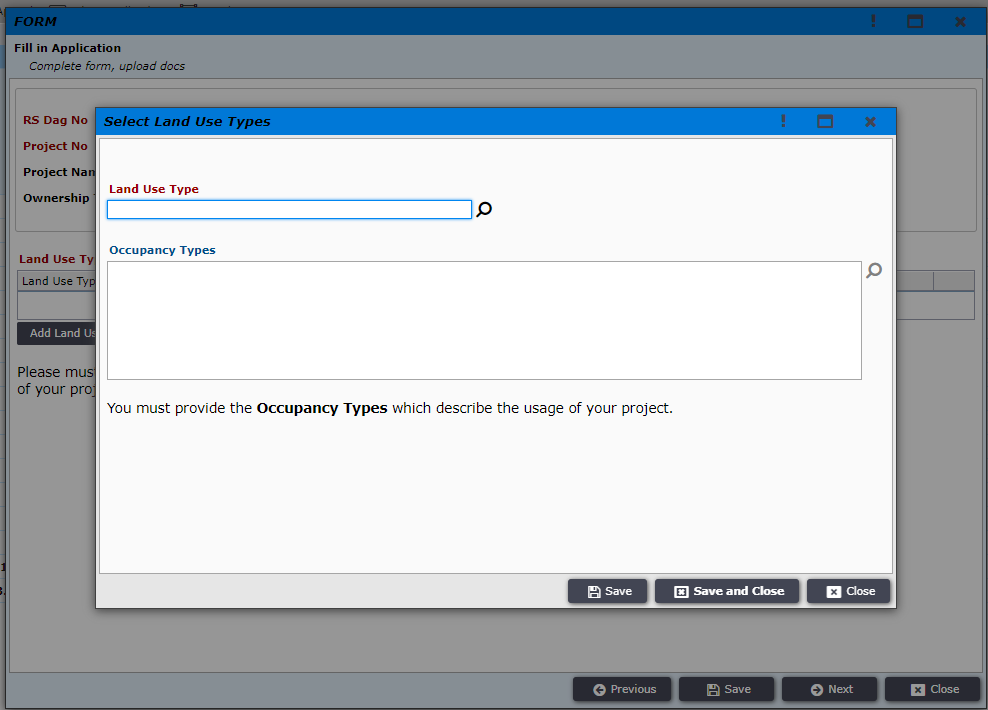 FORM
Fill in Application
Complete form, upload docs
RS Dag No
Project No
Project Nan
Ownership
Land Use Ty
Land Use Typ
Add Land Us
Please mus
of your proj
Select Land Use Types
Land Use Type
Occupancy Types
You must provide the Occupancy Types which describe the usage of your project.
Save
Save and Close
Close
Previous
Save
Next
Close